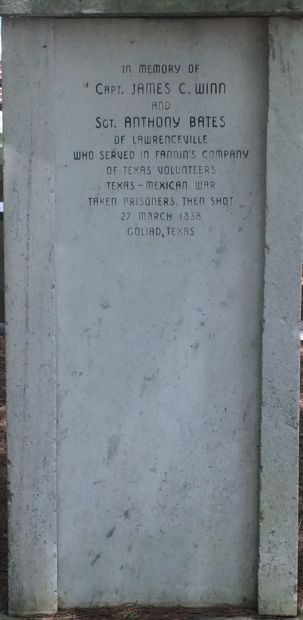 IN MEMORY OF
CAPT. JAMES C. WINN
AND
SGT. ANTHONY BATES
OF LAWRENCEVILLE
WHO SERVED IN FANNIN'S COMPANY
OF TEXAS VOLUNTEERS
TEXAS-MEXICAN WAR
TAKEN PRISONERS, THEN SHOT
27 MARCH 1838
GOLIAD, TEXAS